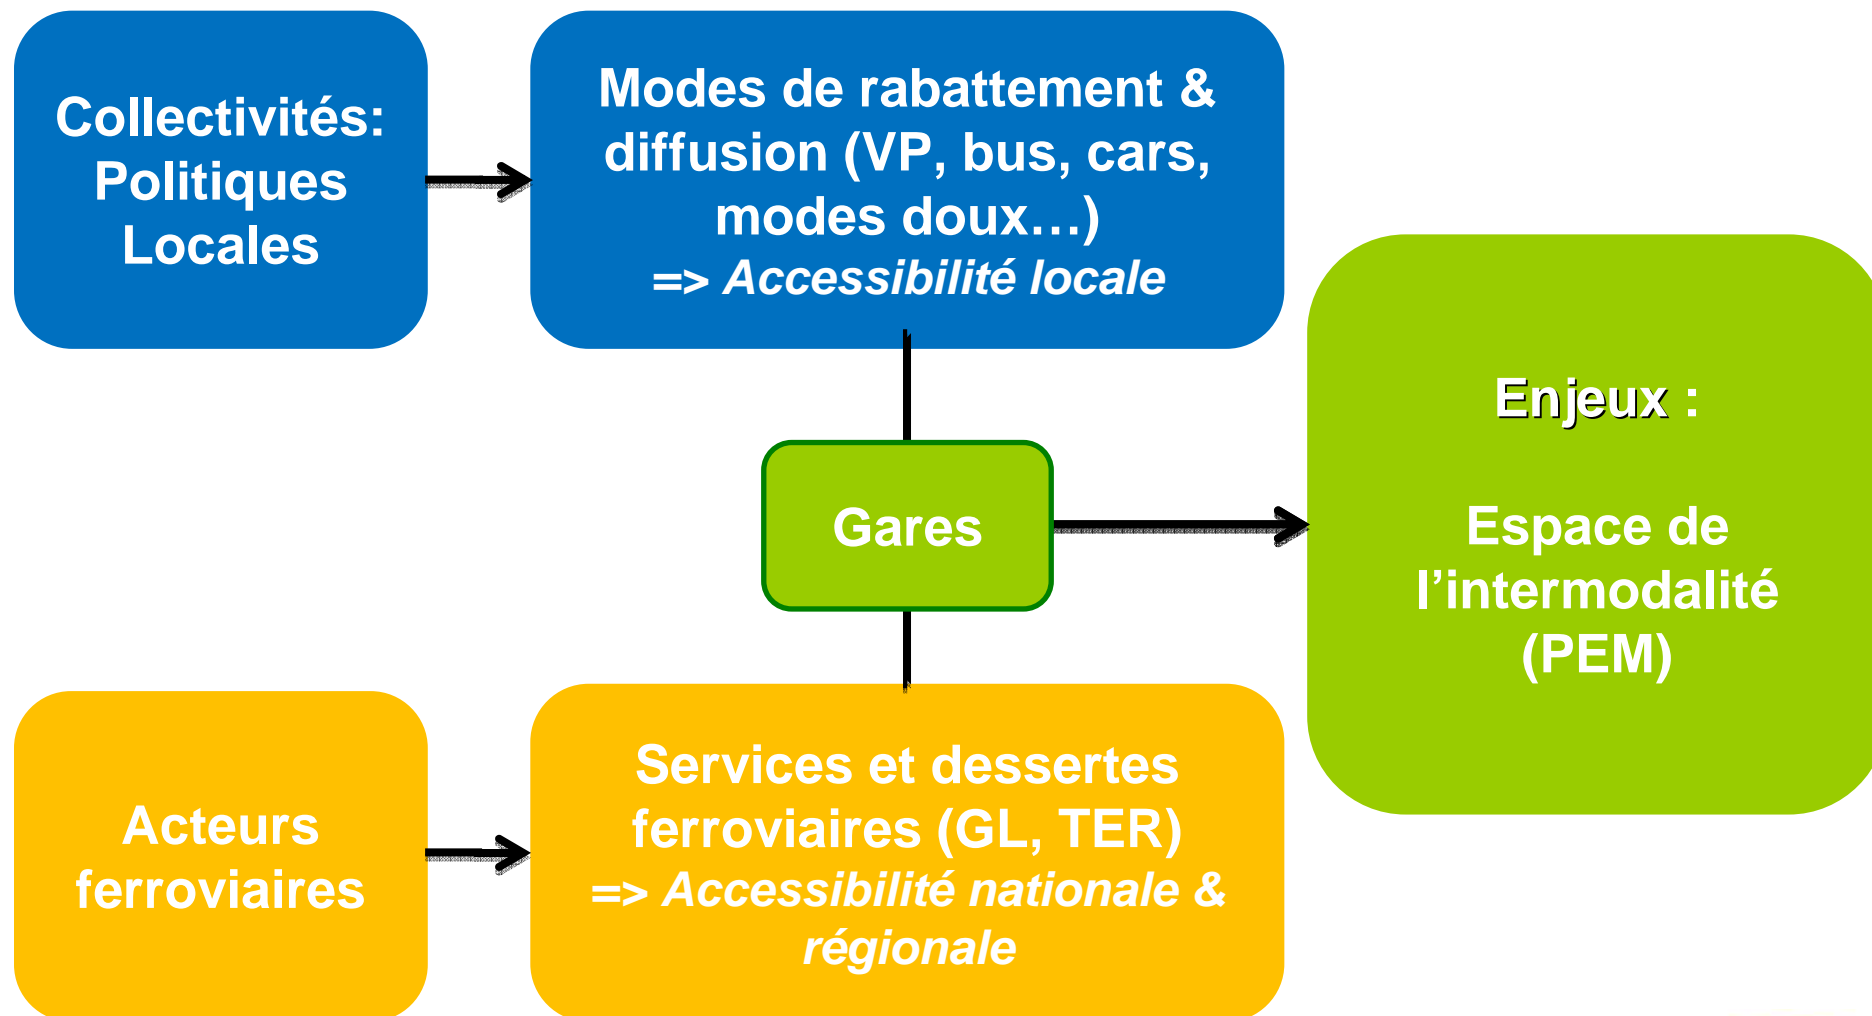 Collectivités:
Politiques
Locales
Modes de rabattement &
diffusion (VP, bus, cars,
modes doux…)
=> Accessibilité locale
Gares
Enjeux :
Espace de
l’intermodalité
(PEM)
Acteurs
ferroviaires
Services et dessertes
ferroviaires (GL, TER)
=> Accessibilité nationale &
régionale